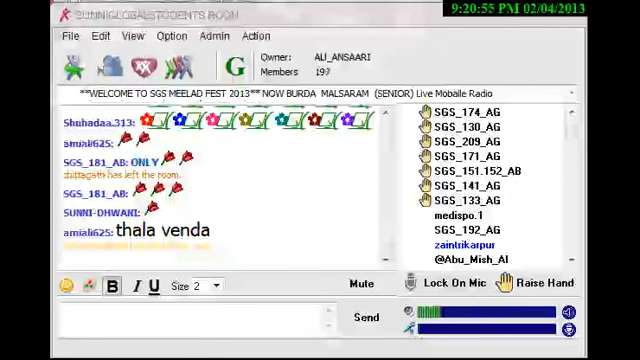 9:20:55 PM 02/04/2013
SUNNIGLOBALSTUDENTS ROOM
File Edit View Option Admin Action
Owner: ALI_ANSAARI
Members 197
**WELCOME TO SGS MEELAD FEST 2013** NOW BURDA MALSARAM (SENIOR) Live Mobaile Radio
Shuhadaa.313:
amiali625:
SGS_181_AB: ONLY
chittagath has left the room.
SGS_181_AB:
SUNNI-DHWANI:
amiali625: thala venda
SGS_174_AG
SGS_130_AG
SGS_209_AG
SGS_171_AG
SGS_151.152_AB
SGS_141_AG
SGS_133_AG
medispo.1
SGS_192_AG
zaintrikarpur
@Abu_Mish_Al
B I U Size 2
Mute
Lock On Mic
Raise Hand
Send